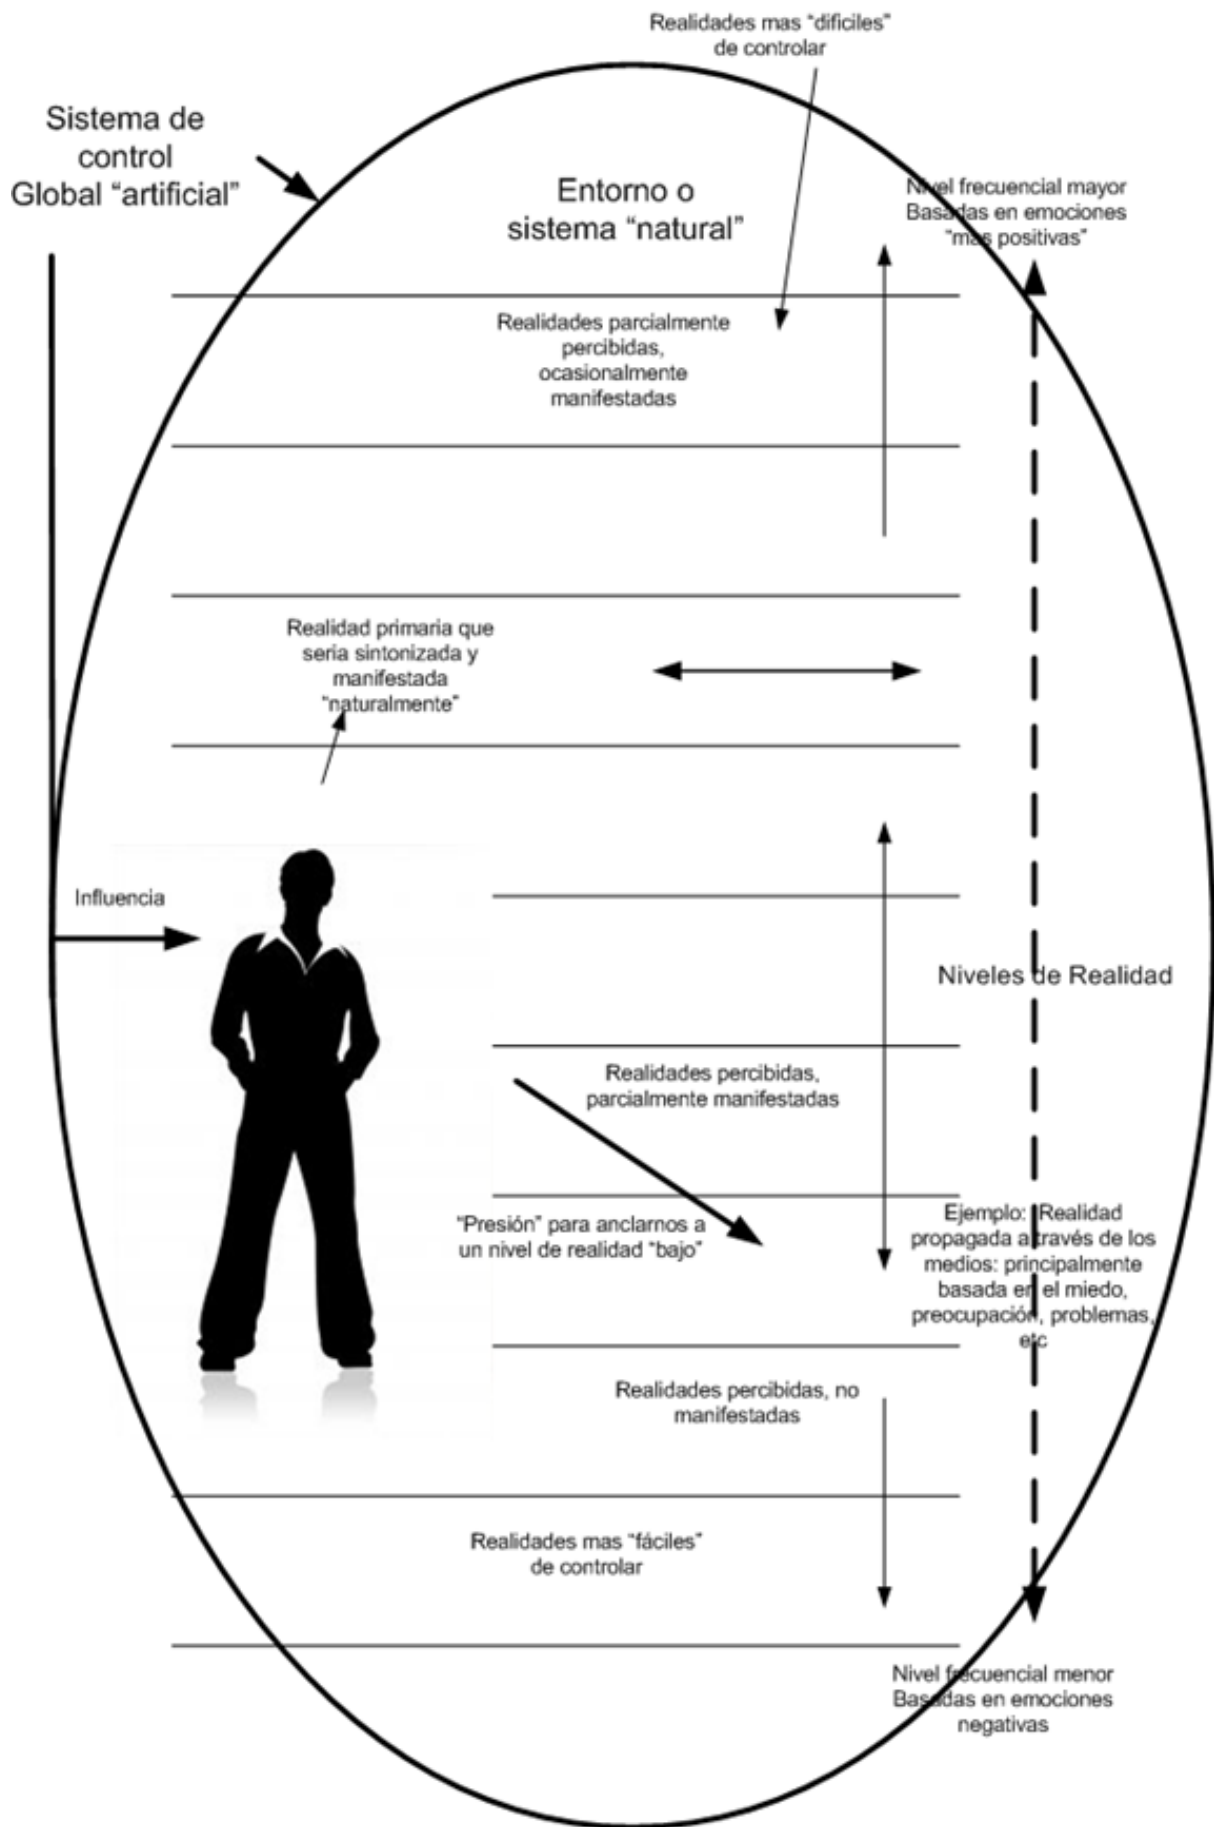 Realidades mas “dificiles”
de controlar
Sistema de
control
Global “artificial”
Entorno o
sistema “natural”
Nivel frecuencial mayor
Basadas en emociones
“mas positivas”
Realidades parcialmente
percibidas,
ocasionalmente
manifestadas
Realidad primaria que
seria sintonizada y
manifestada
“naturalmente”
Influencia
Niveles de Realidad
Realidades percibidas,
parcialmente manifestadas
“Presión” para anclarnos a
un nivel de realidad “bajo”
Ejemplo: Realidad
propagada a través de los
medios: principalmente
basada en el miedo,
preocupación, problemas,
etc
Realidades percibidas, no
manifestadas
Realidades mas “fáciles”
de controlar
Nivel frecuencial menor
Basadas en emociones
negativas